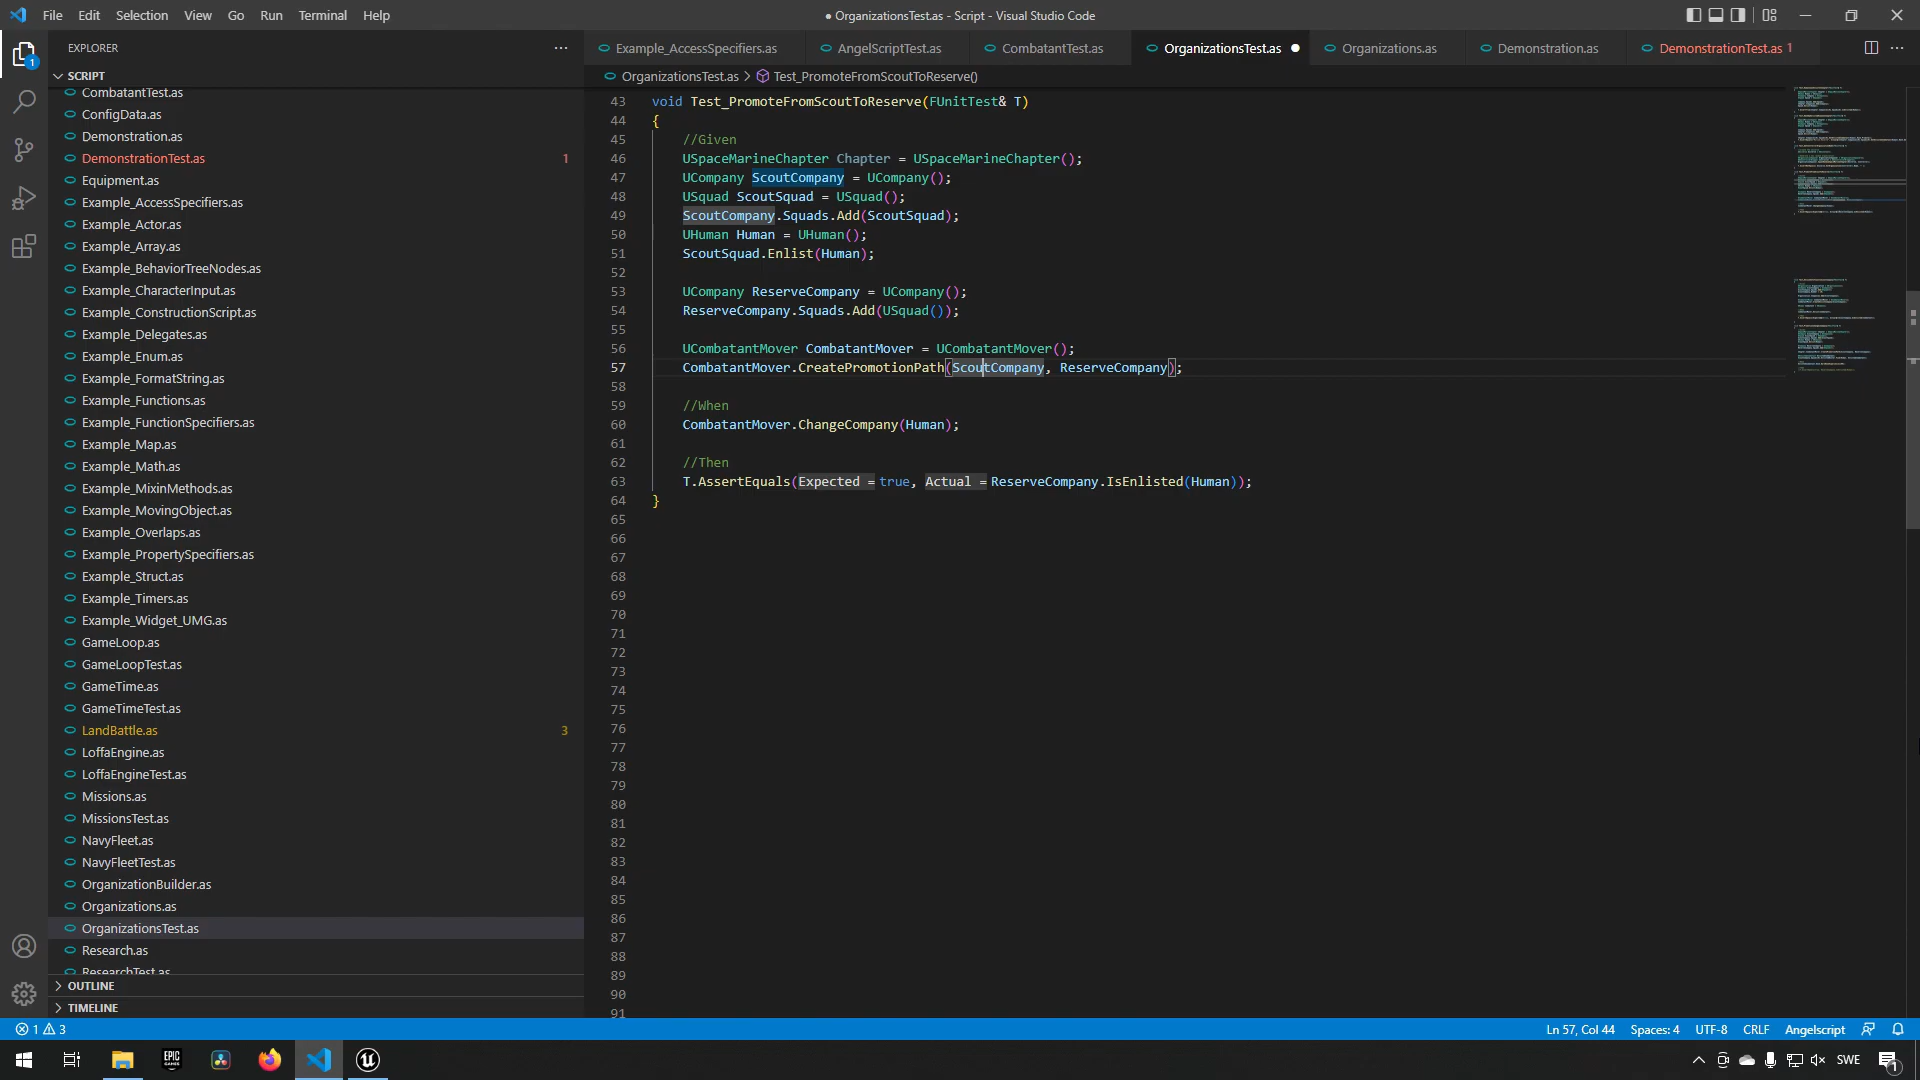 File Edit Selection View Go Run Terminal Help
● OrganizationsTest.as - Script - Visual Studio Code
EXPLORER
Example_AccessSpecifiers.as
AngelScriptTest.as
CombatantTest.as
OrganizationsTest.as
Organizations.as
Demonstration.as
DemonstrationTest.as 1
SCRIPT
OrganizationsTest.as > Test_PromoteFromScoutToReserve()
1
CombatantTest.as
ConfigData.as
Demonstration.as
DemonstrationTest.as 1
Equipment.as
Example_AccessSpecifiers.as
Example_Actor.as
Example_Array.as
Example_BehaviorTreeNodes.as
Example_CharacterInput.as
Example_ConstructionScript.as
Example_Delegates.as
Example_Enum.as
Example_FormatString.as
Example_Functions.as
Example_FunctionSpecifiers.as
Example_Map.as
Example_Math.as
Example_MixinMethods.as
Example_MovingObject.as
Example_Overlaps.as
Example_PropertySpecifiers.as
Example_Struct.as
Example_Timers.as
Example_Widget_UMG.as
GameLoop.as
GameLoopTest.as
GameTime.as
GameTimeTest.as
LandBattle.as 3
LoffaEngine.as
LoffaEngineTest.as
Missions.as
MissionsTest.as
NavyFleet.as
NavyFleetTest.as
OrganizationBuilder.as
Organizations.as
OrganizationsTest.as
Research.as
ResearchTest.as
OUTLINE
TIMELINE
43 void Test_PromoteFromScoutToReserve(FUnitTest& T)
44 {
45 //Given
46 USpaceMarineChapter Chapter = USpaceMarineChapter();
47 UCompany ScoutCompany = UCompany();
48 USquad ScoutSquad = USquad();
49 ScoutCompany.Squads.Add(ScoutSquad);
50 UHuman Human = UHuman();
51 ScoutSquad.Enlist(Human);
52
53 UCompany ReserveCompany = UCompany();
54 ReserveCompany.Squads.Add(USquad());
55
56 UCombatantMover CombatantMover = UCombatantMover();
57 CombatantMover.CreatePromotionPath(ScoutCompany, ReserveCompany);
58
59 //When
60 CombatantMover.ChangeCompany(Human);
61
62 //Then
63 T.AssertEquals(Expected = true, Actual = ReserveCompany.IsEnlisted(Human));
64 }
65
66
67
68
69
70
71
72
73
74
75
76
77
78
79
80
81
82
83
84
85
86
87
88
89
90
91
1 3
Ln 57, Col 44 Spaces: 4 UTF-8 CRLF Angelscript
EPIC GAMES
SWE
1